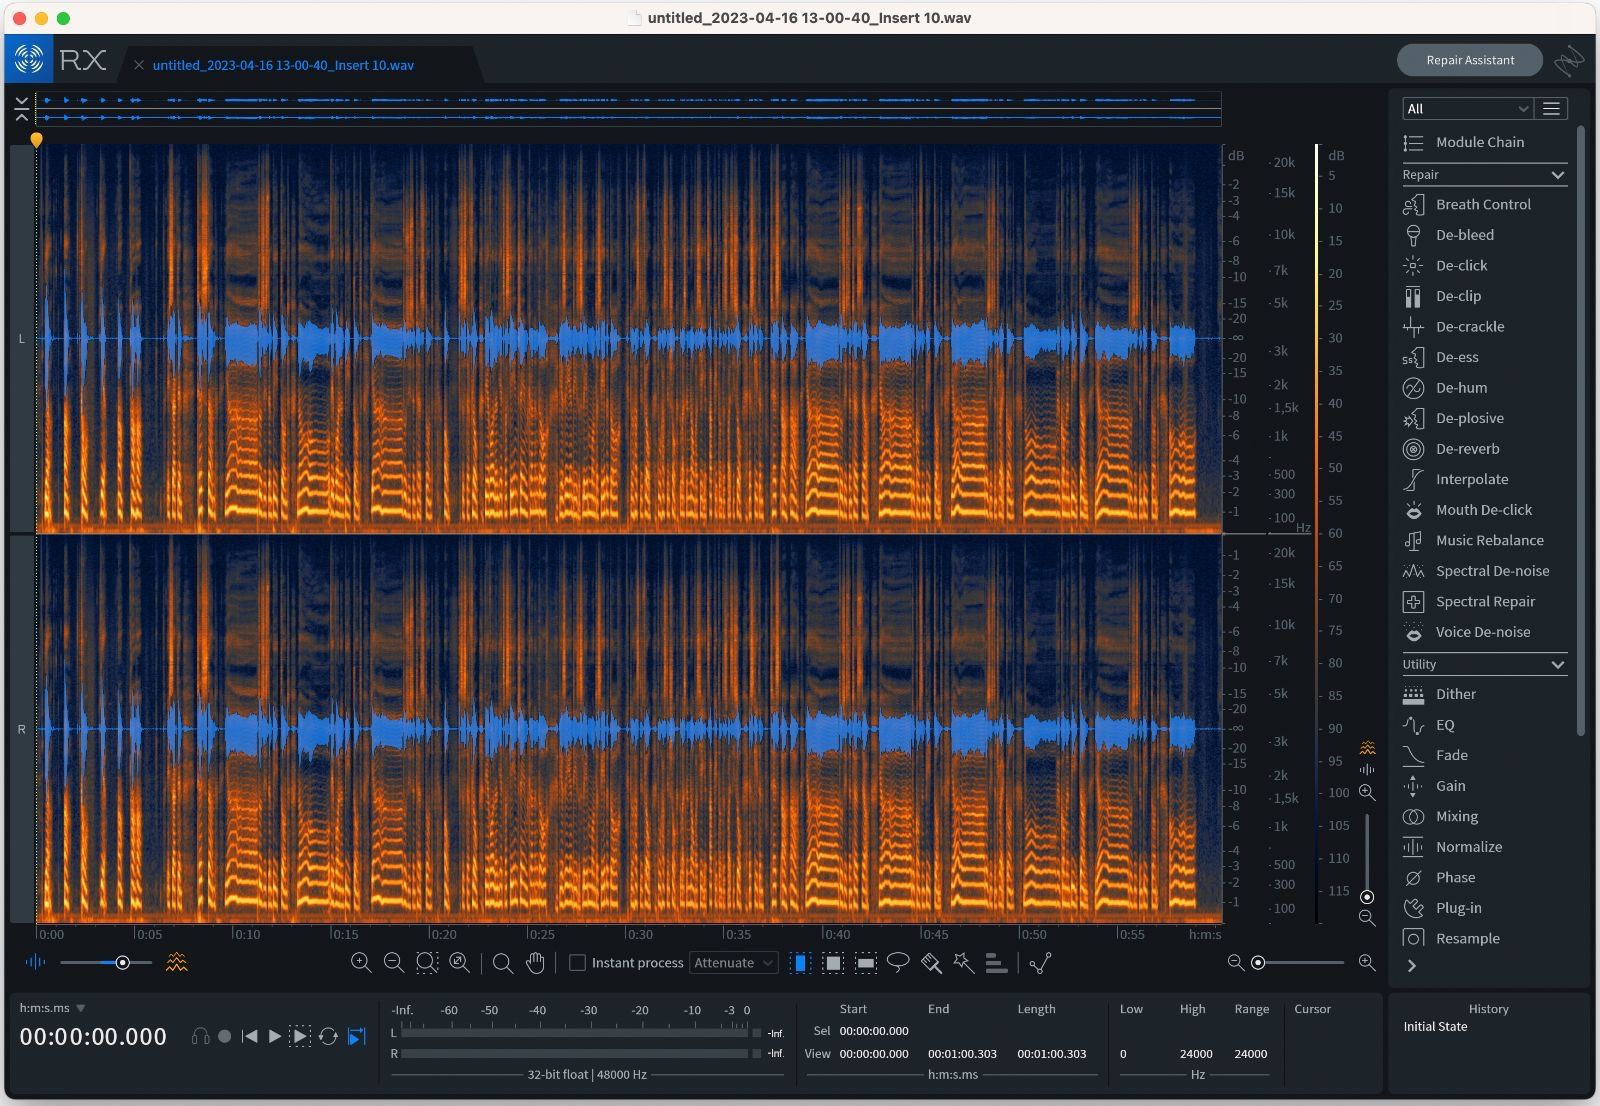 untitled_2023-04-16 13-00-40_Insert 10.wav
RX
untitled_2023-04-16 13-00-40_Insert 10.wav
Repair Assistant
All
Module Chain
Repair
Breath Control
De-bleed
De-click
De-clip
De-crackle
De-ess
De-hum
De-plosive
De-reverb
Interpolate
Mouth De-click
Music Rebalance
Spectral De-noise
Spectral Repair
Voice De-noise
Utility
Dither
EQ
Fade
Gain
Mixing
Normalize
Phase
Plug-in
Resample
L
dB
-2
-3
-4
-6
-8
-10
-15
-20
-∞
-20
-15
-10
-8
-6
-4
-3
-2
-1
20k
15k
10k
7k
5k
3k
2k
1,5k
1k
500
300
100
Hz
R
-1
-2
-3
-4
-6
-8
-10
-15
-20
-∞
-20
-15
-10
-8
-6
-4
-3
-2
-1
20k
15k
10k
7k
5k
3k
2k
1,5k
1k
500
300
100
dB
5
10
15
20
25
30
35
40
45
50
55
60
65
70
75
80
85
90
95
100
105
110
115
0:00 0:05 0:10 0:15 0:20 0:25 0:30 0:35 0:40 0:45 0:50 0:55 h:m:s
Instant process Attenuate
h:m:s.ms
00:00:00.000
-Inf. -60 -50 -40 -30 -20 -10 -3 0
L -Inf.
R -Inf.
32-bit float | 48000 Hz
Start End Length
Sel 00:00:00.000
View 00:00:00.000 00:01:00.303 00:01:00.303
h:m:s.ms
Low High Range
0 24000 24000
Hz
Cursor
History
Initial State